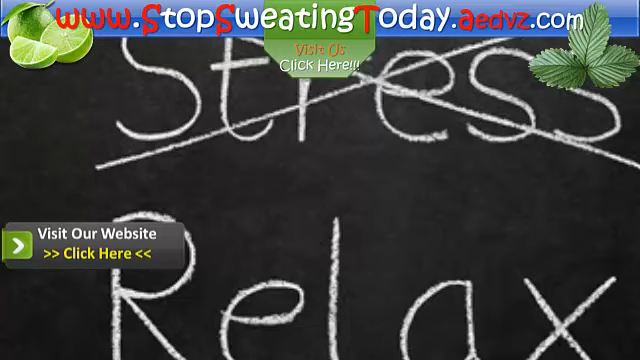 www.StopSweatingToday.aedvz.com
Visit Us
Click Here!!!
Stress
Visit Our Website
>> Click Here <<
Relax